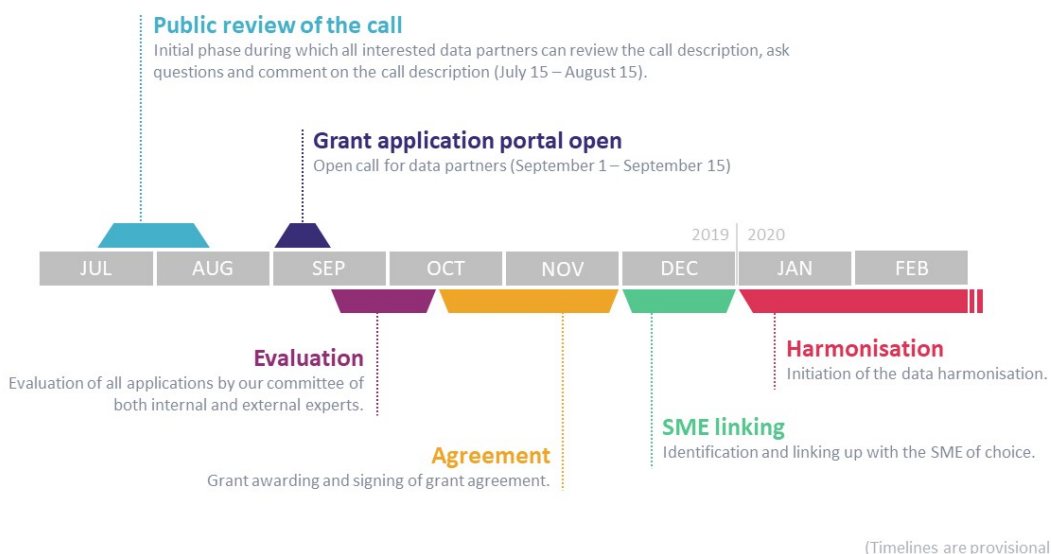 Public review of the call
Initial phase during which all interested data partners can review the call description, ask
questions and comment on the call description (July 15 – August 15).
Grant application portal open
Open call for data partners (September 1 – September 15)
2019 2020
JUL AUG SEP OCT NOV DEC JAN FEB
Evaluation
Evaluation of all applications by our committee of
both internal and external experts.
Harmonisation
Initiation of the data harmonisation.
Agreement
Grant awarding and signing of grant agreement.
SME linking
Identification and linking up with the SME of choice.
(Timelines are provisional